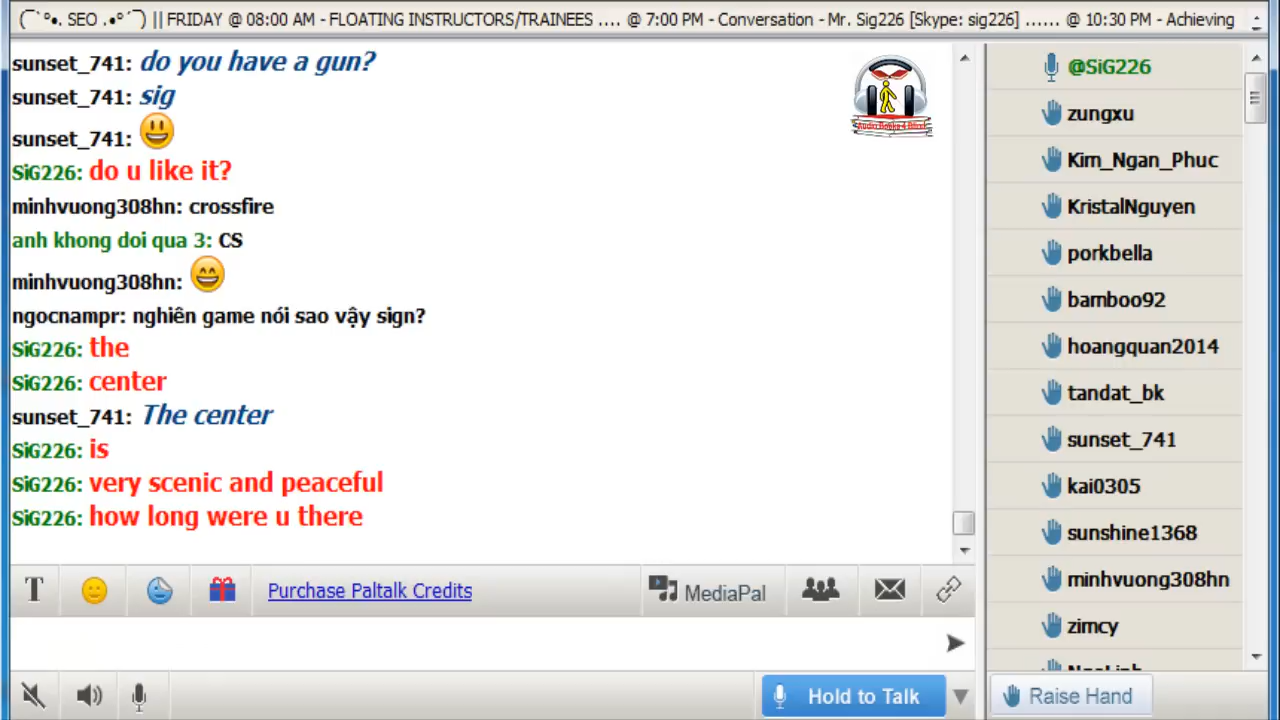 (¯`°•. SEO .•°´¯) || FRIDAY @ 08:00 AM - FLOATING INSTRUCTORS/TRAINEES .... @ 7:00 PM - Conversation - Mr. Sig226 [Skype: sig226] ...... @ 10:30 PM - Achieving
sunset_741: do you have a gun?
sunset_741: sig
sunset_741:
SiG226: do u like it?
minhvuong308hn: crossfire
anh khong doi qua 3: CS
minhvuong308hn:
ngocnampr: nghiên game nói sao vậy sign?
SiG226: the
SiG226: center
sunset_741: The center
SiG226: is
SiG226: very scenic and peaceful
SiG226: how long were u there
T
Purchase Paltalk Credits
MediaPal
Hold to Talk
@SiG226
zungxu
Kim_Ngan_Phuc
KristalNguyen
porkbella
bamboo92
hoangquan2014
tandat_bk
sunset_741
kai0305
sunshine1368
minhvuong308hn
zimcy
Raise Hand